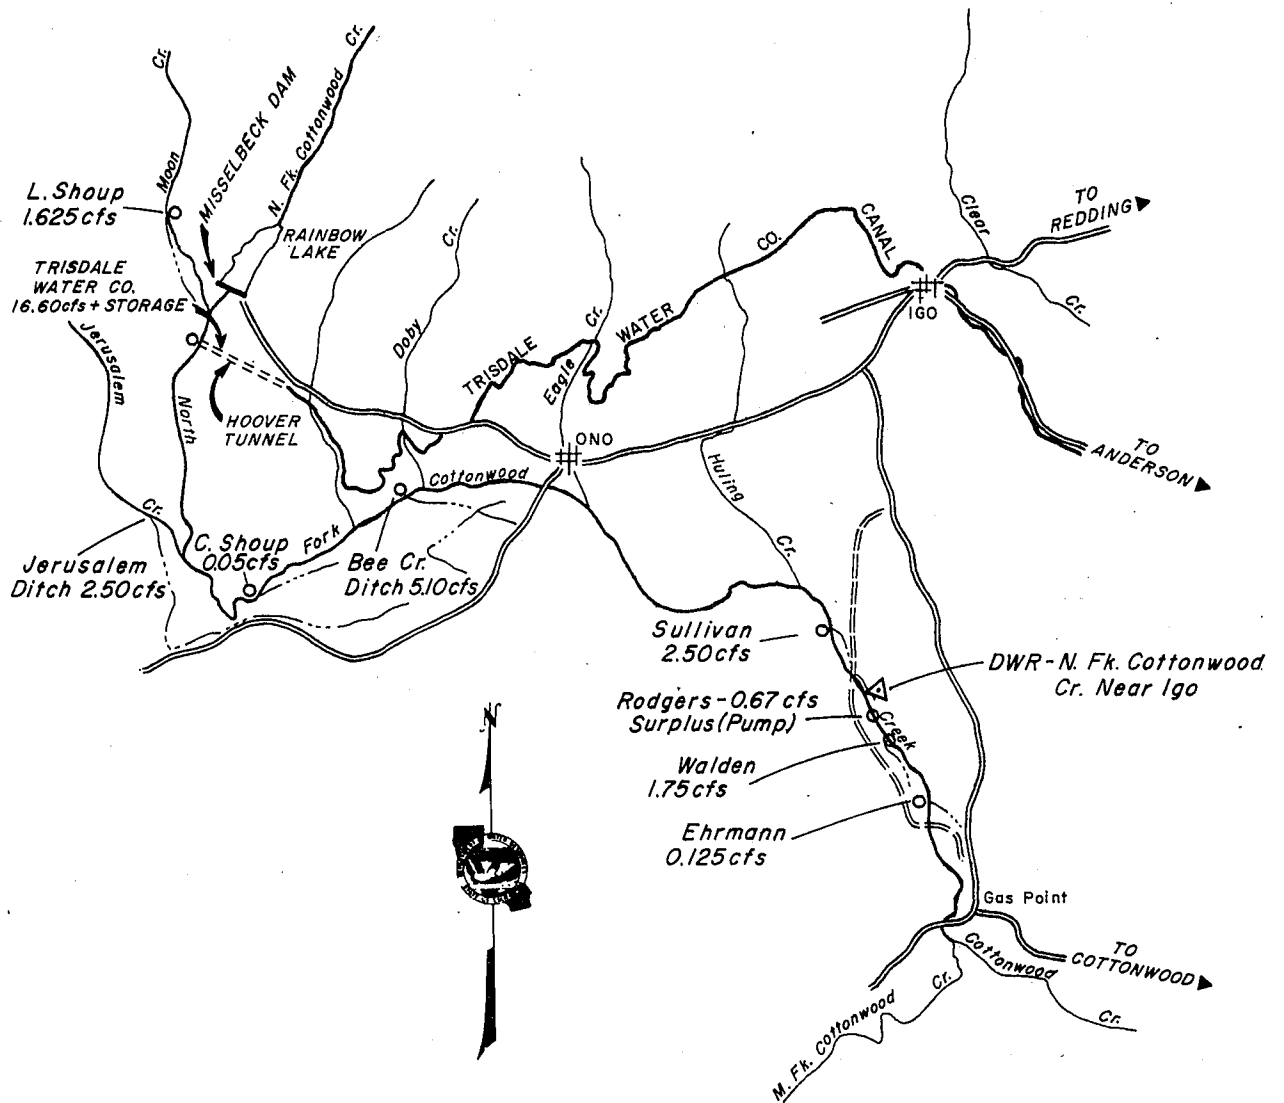 Cr.
Cr.
MISSELBECK DAM
N. Fk. Cottonwood
Moon
L. Shoup
1.625 cfs
RAINBOW
LAKE
TRISDALE
WATER CO.
16.60cfs + STORAGE
Jerusalem
Cr.
North
HOOVER
TUNNEL
Doby
Cr.
TRISDALE
Eagle
Cr.
WATER
CO.
CANAL
Clear
Cr.
TO
REDDING
IGO
TO
ANDERSON
ONO
Cottonwood
Fork
Huling
Cr.
C. Shoup
0.05cfs
Jerusalem
Ditch 2.50cfs
Bee Cr.
Ditch 5.10cfs
Sullivan
2.50cfs
DWR - N. Fk. Cottonwood
Cr. Near Igo
Rodgers - 0.67 cfs
Surplus (Pump)
Creek
Walden
1.75 cfs
Ehrmann
0.125cfs
N
Gas Point
TO
COTTONWOOD
Cottonwood
Cr.
M. Fk. Cottonwood
Cr.